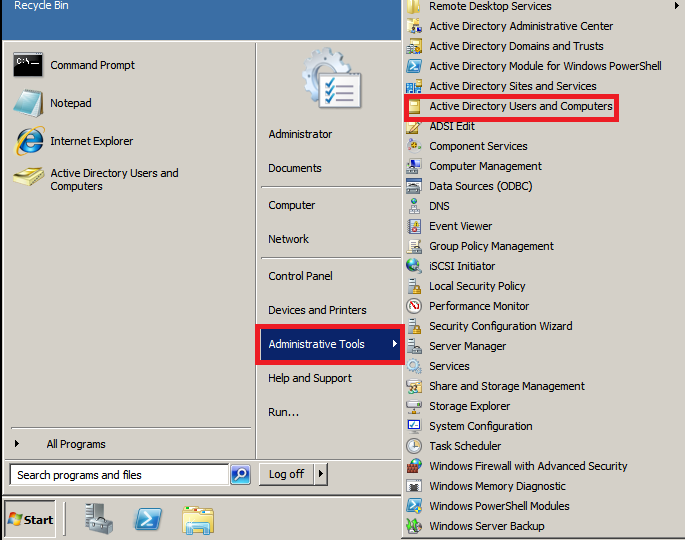 Recycle Bin
Command Prompt
Notepad
Internet Explorer
Active Directory Users and
Computers
All Programs
Search programs and files
Administrator
Documents
Computer
Network
Control Panel
Devices and Printers
Administrative Tools
Help and Support
Run...
Log off
Start
Remote Desktop Services
Active Directory Administrative Center
Active Directory Domains and Trusts
Active Directory Module for Windows PowerShell
Active Directory Sites and Services
Active Directory Users and Computers
ADSI Edit
Component Services
Computer Management
Data Sources (ODBC)
DNS
Event Viewer
Group Policy Management
iSCSI Initiator
Local Security Policy
Performance Monitor
Security Configuration Wizard
Server Manager
Services
Share and Storage Management
Storage Explorer
System Configuration
Task Scheduler
Windows Firewall with Advanced Security
Windows Memory Diagnostic
Windows PowerShell Modules
Windows Server Backup